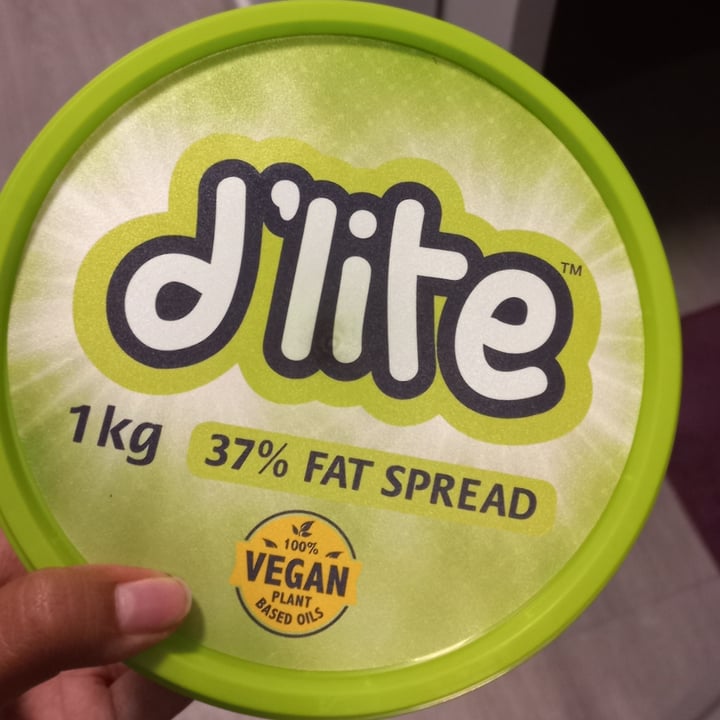 d'lite™
1kg
37% FAT SPREAD
100%
VEGAN
PLANT
BASED OILS